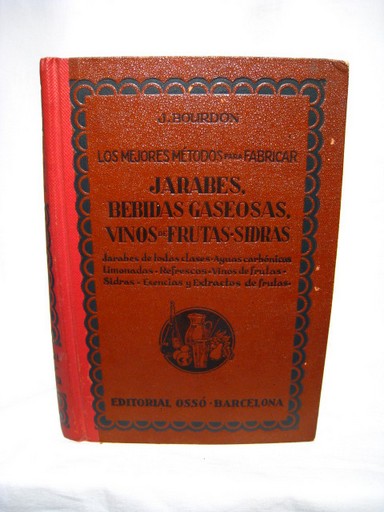 J. BOURDON
LOS MEJORES MÉTODOS PARA FABRICAR
JARABES,
BEBIDAS GASEOSAS,
VINOS DE FRUTAS-SIDRAS
Jarabes de todas clases-Aguas carbónicas
Limonadas-Refrescos-Vinos de frutas-
Sidras-Esencias y Extractos de frutas-
EDITORIAL OSSÓ-BARCELONA